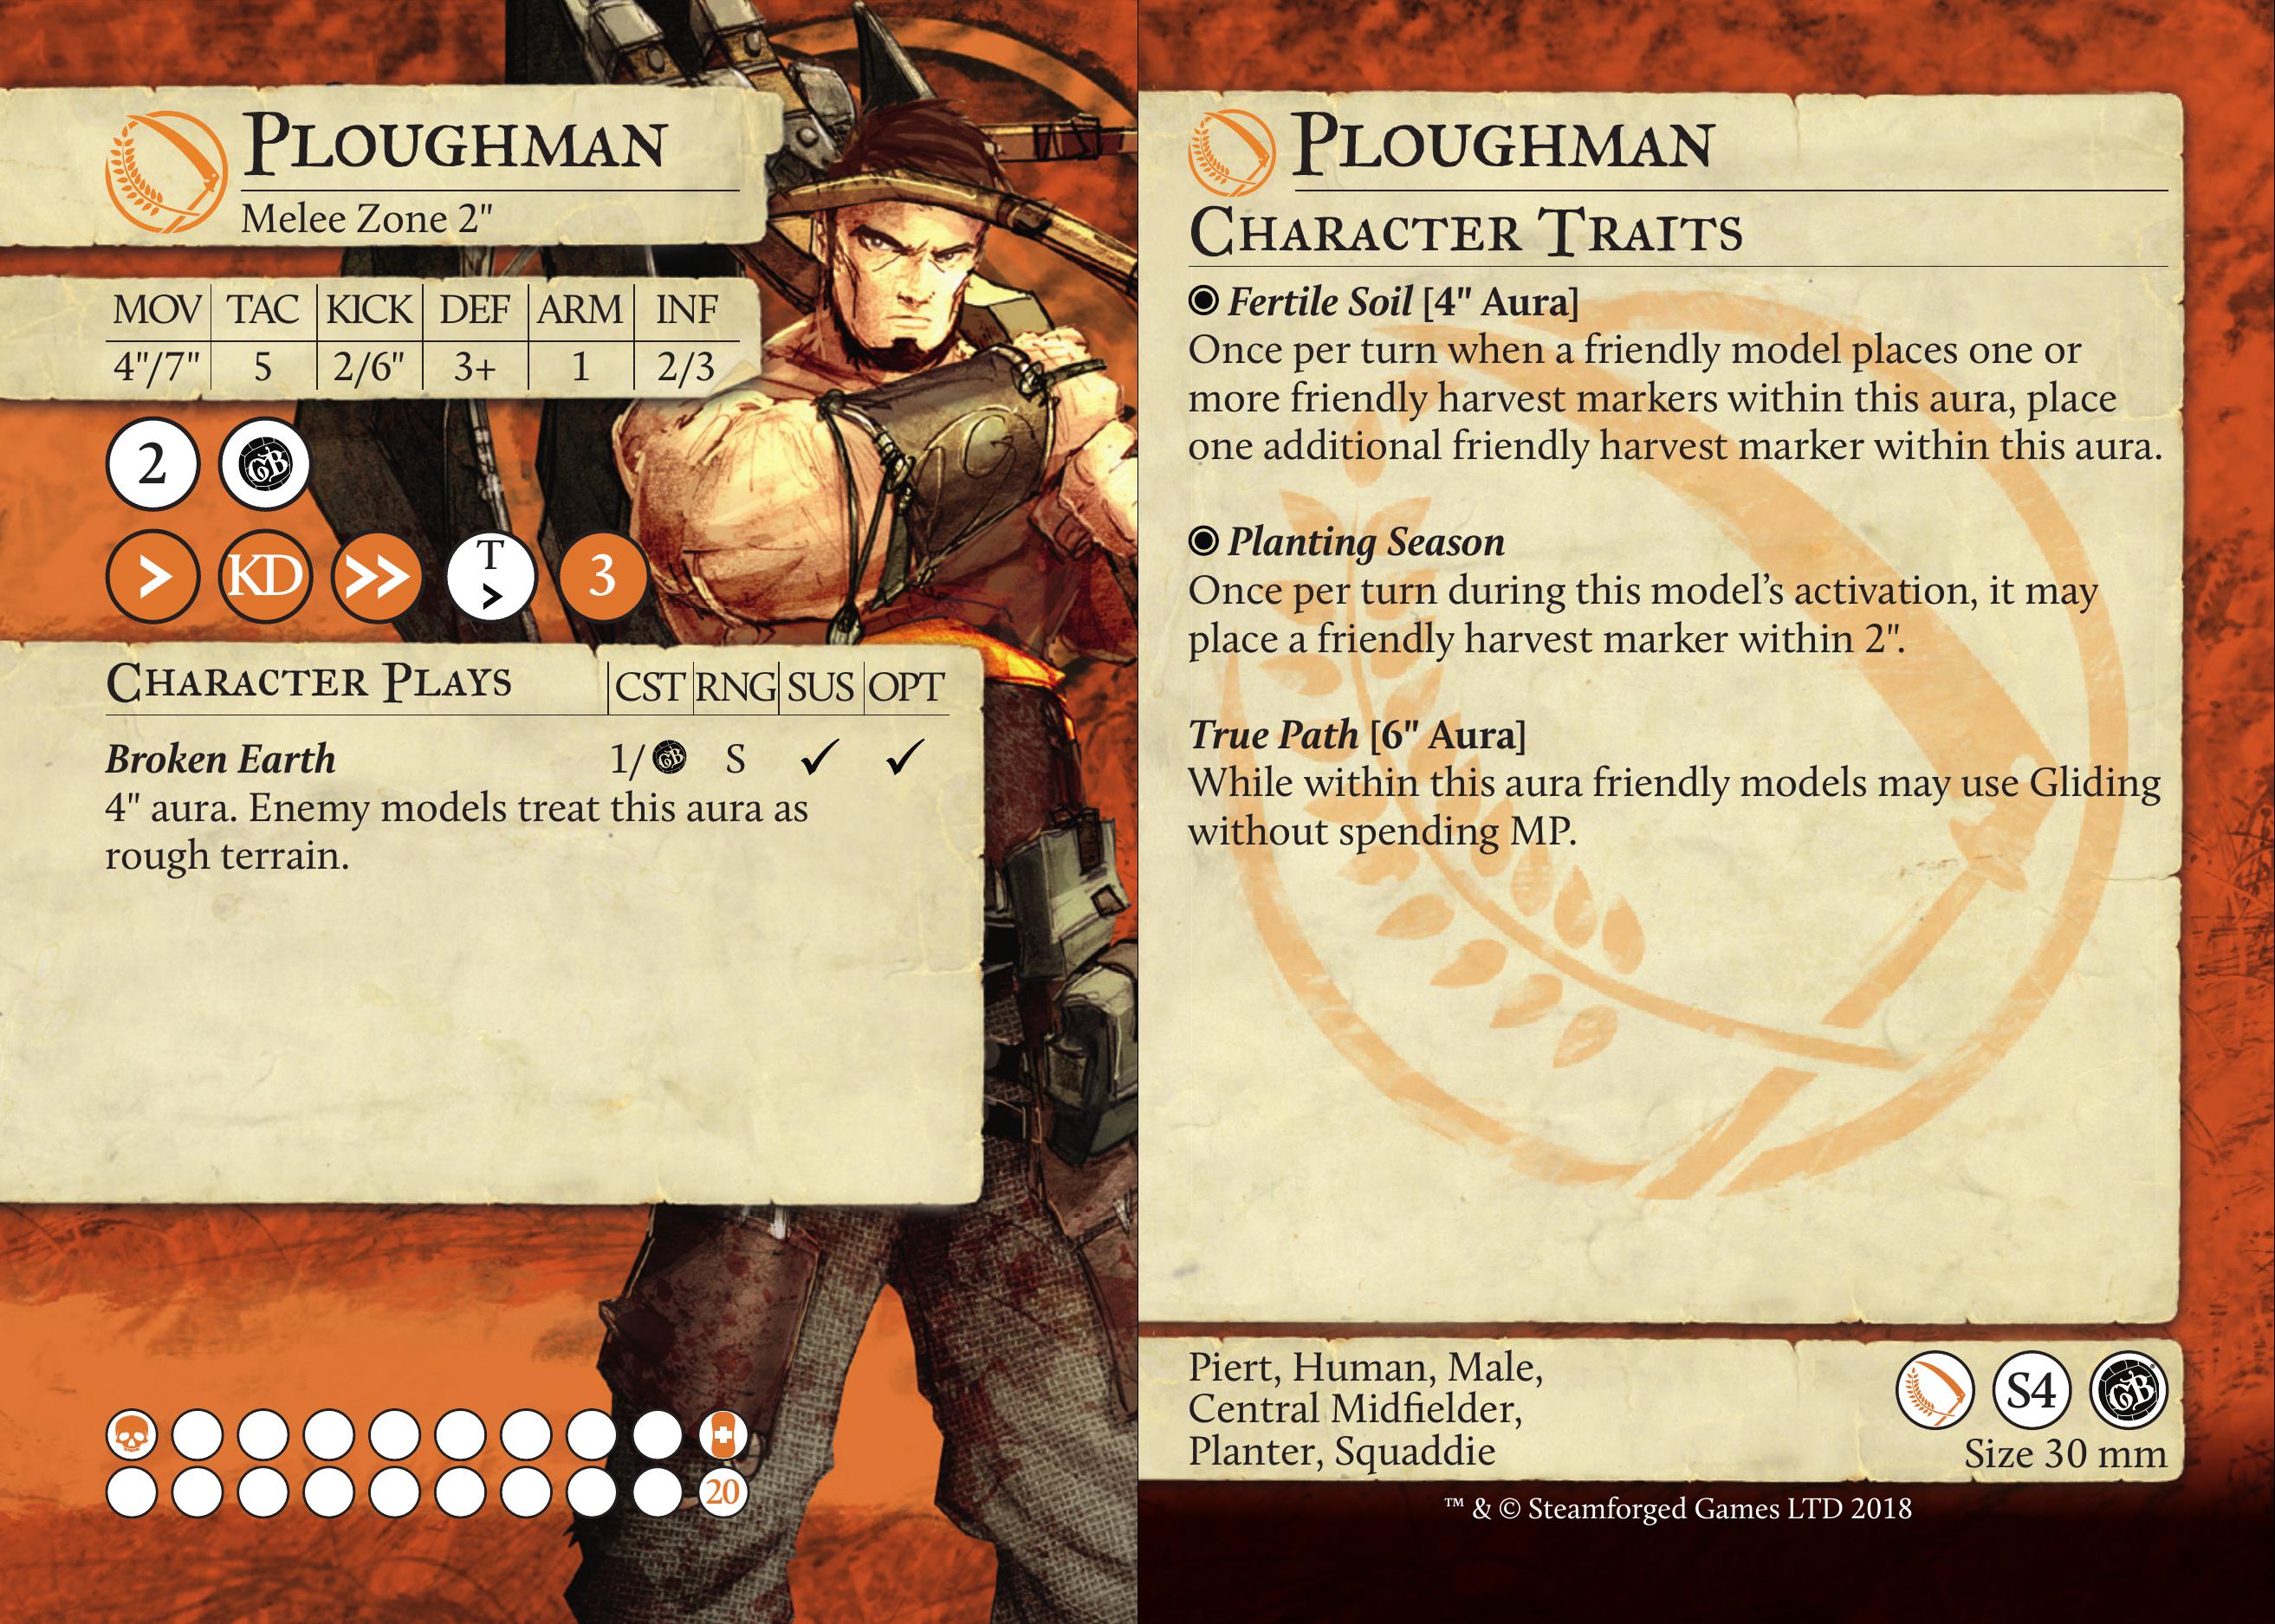 PLOUGHMAN
Melee Zone 2"
MOV TAC KICK DEF ARM INF
4"/7" 5 2/6" 3+ 1 2/3
2 GB
> KD >> T > 3
CHARACTER PLAYS CST RNG SUS OPT
Broken Earth 1/GB S ✓ ✓
4" aura. Enemy models treat this aura as
rough terrain.
20
PLOUGHMAN
CHARACTER TRAITS
Fertile Soil [4" Aura]
Once per turn when a friendly model places one or
more friendly harvest markers within this aura, place
one additional friendly harvest marker within this aura.
Planting Season
Once per turn during this model’s activation, it may
place a friendly harvest marker within 2".
True Path [6" Aura]
While within this aura friendly models may use Gliding
without spending MP.
Piert, Human, Male,
Central Midfielder,
Planter, Squaddie
S4 GB
Size 30 mm
™ & © Steamforged Games LTD 2018